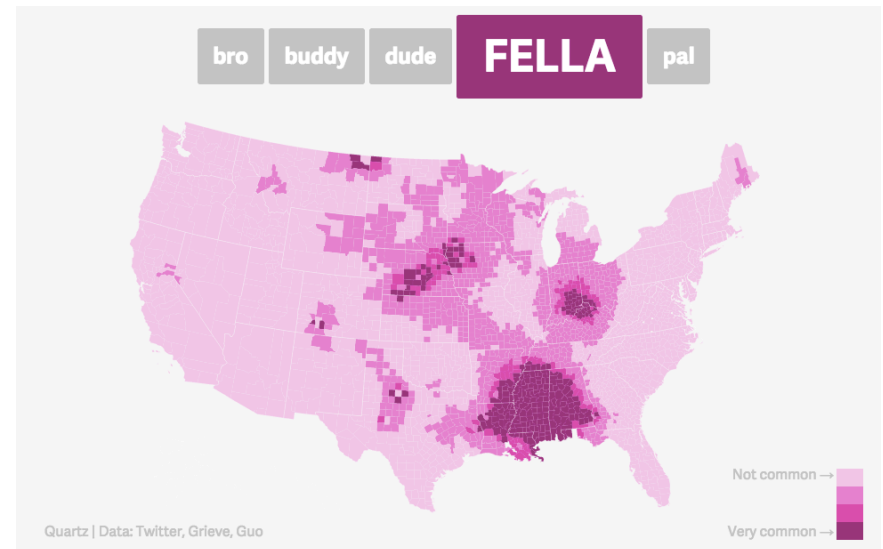 bro buddy dude FELLA pal
Not common →
Very common →
Quartz | Data: Twitter, Grieve, Guo